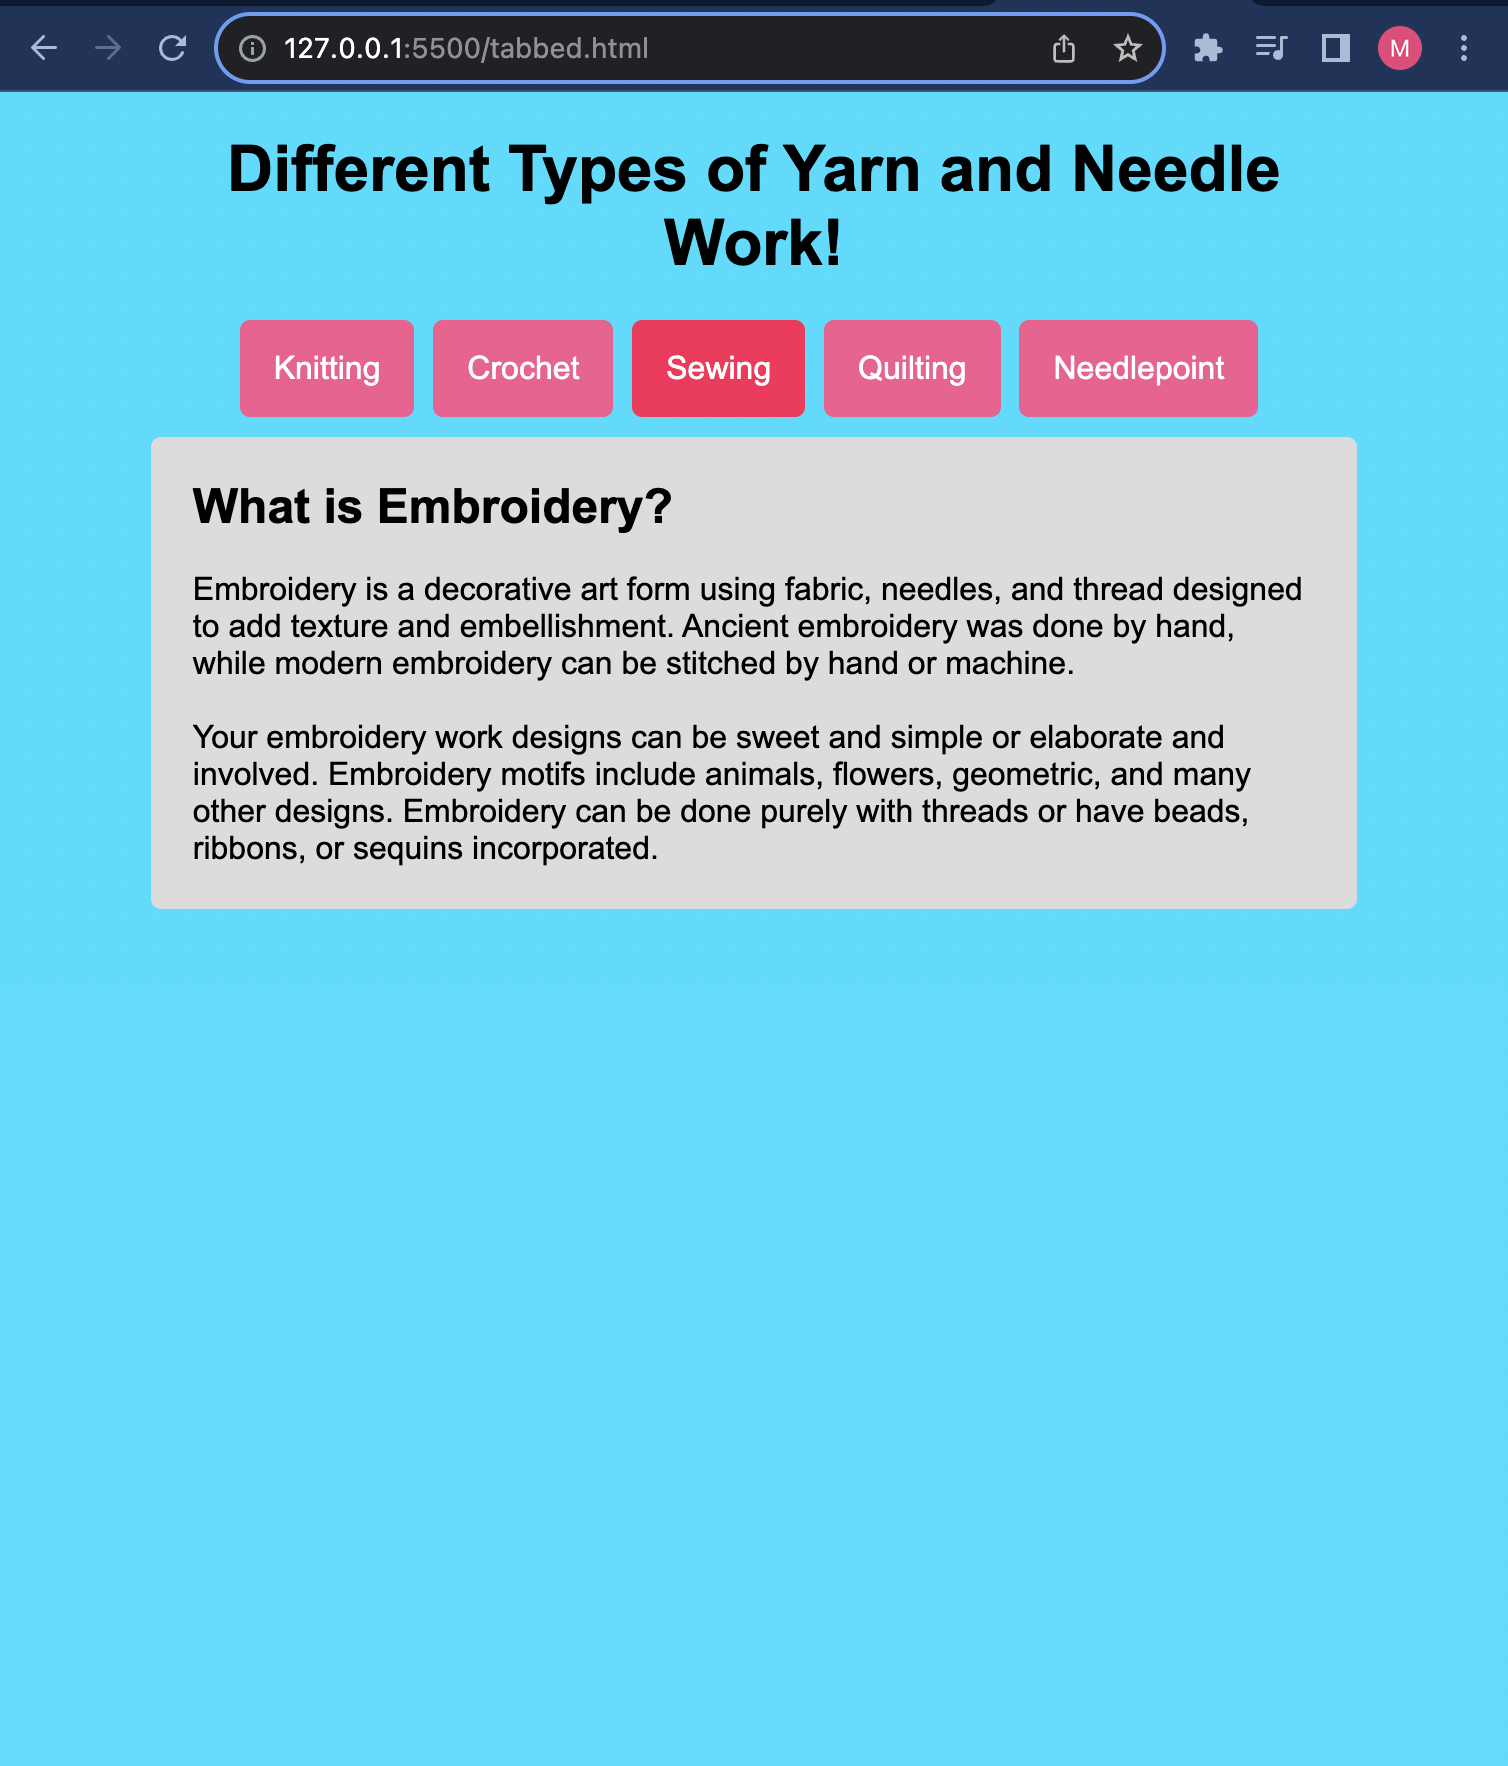 127.0.0.1:5500/tabbed.html
M
Different Types of Yarn and Needle
Work!
Knitting
Crochet
Sewing
Quilting
Needlepoint
What is Embroidery?
Embroidery is a decorative art form using fabric, needles, and thread designed
to add texture and embellishment. Ancient embroidery was done by hand,
while modern embroidery can be stitched by hand or machine.
Your embroidery work designs can be sweet and simple or elaborate and
involved. Embroidery motifs include animals, flowers, geometric, and many
other designs. Embroidery can be done purely with threads or have beads,
ribbons, or sequins incorporated.